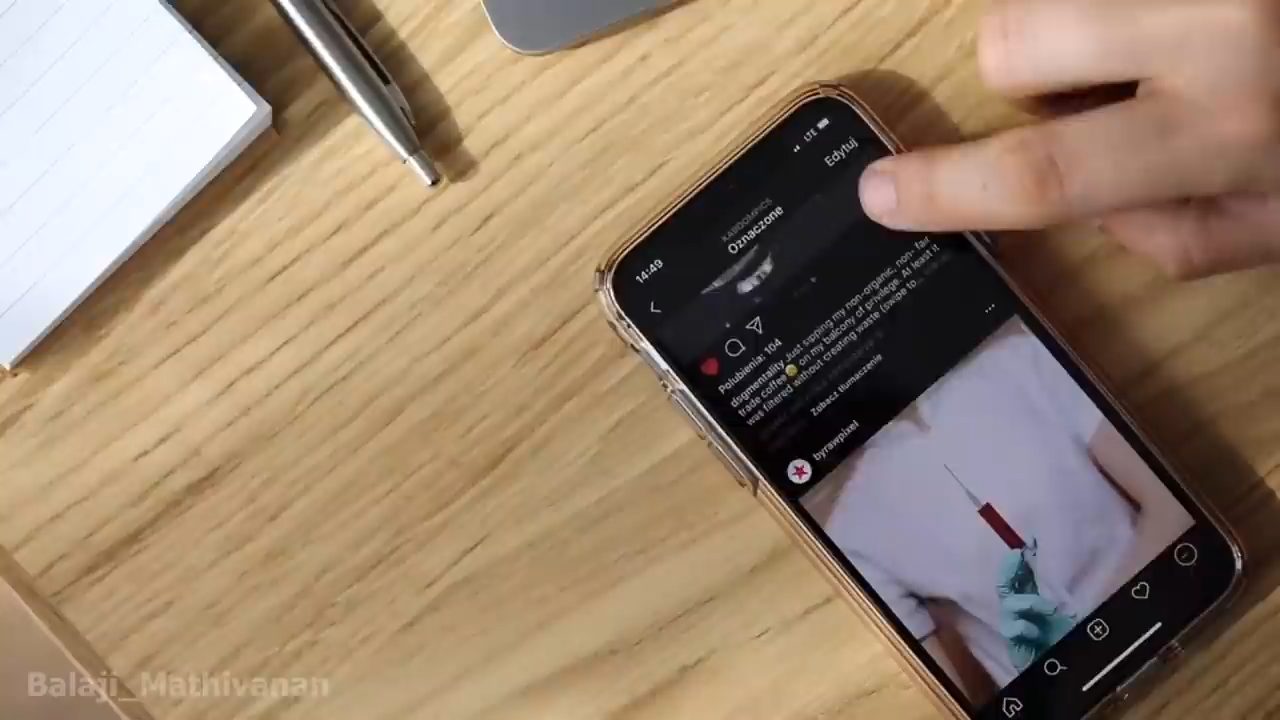 LTE
Edytuj
14:49
KABOOMPICS
Oznaczone
Polubienia: 104
dsgmentality Just sipping my non-organic, non- fair
trade coffee😅 on my balcony of privilege. At least it
was filtered without creating waste (swipe to...
Zobacz tłumaczenie
byrawpixel
Balaji_Mathivanan